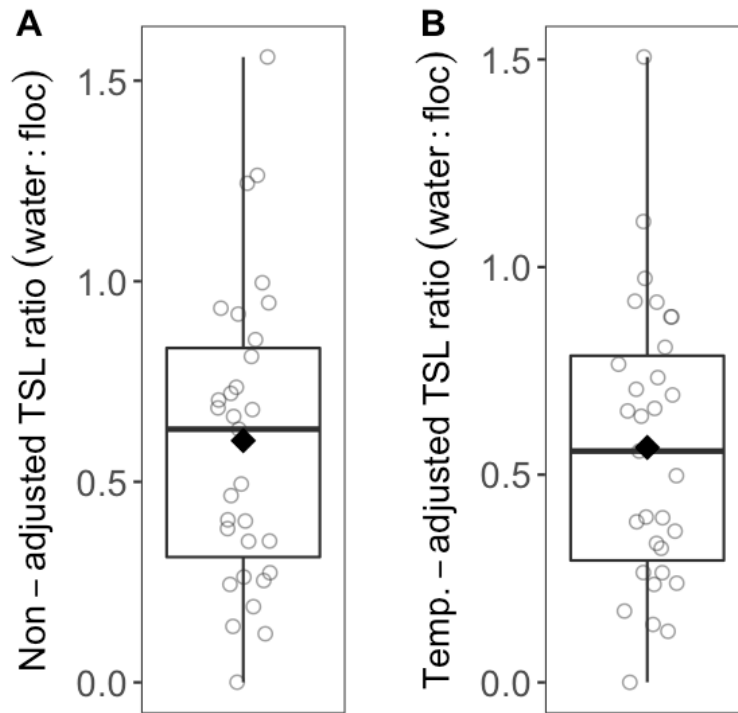 A
Non – adjusted TSL ratio (water : floc)
1.5
1.0
0.5
0.0
B
Temp. – adjusted TSL ratio (water : floc)
1.5
1.0
0.5
0.0